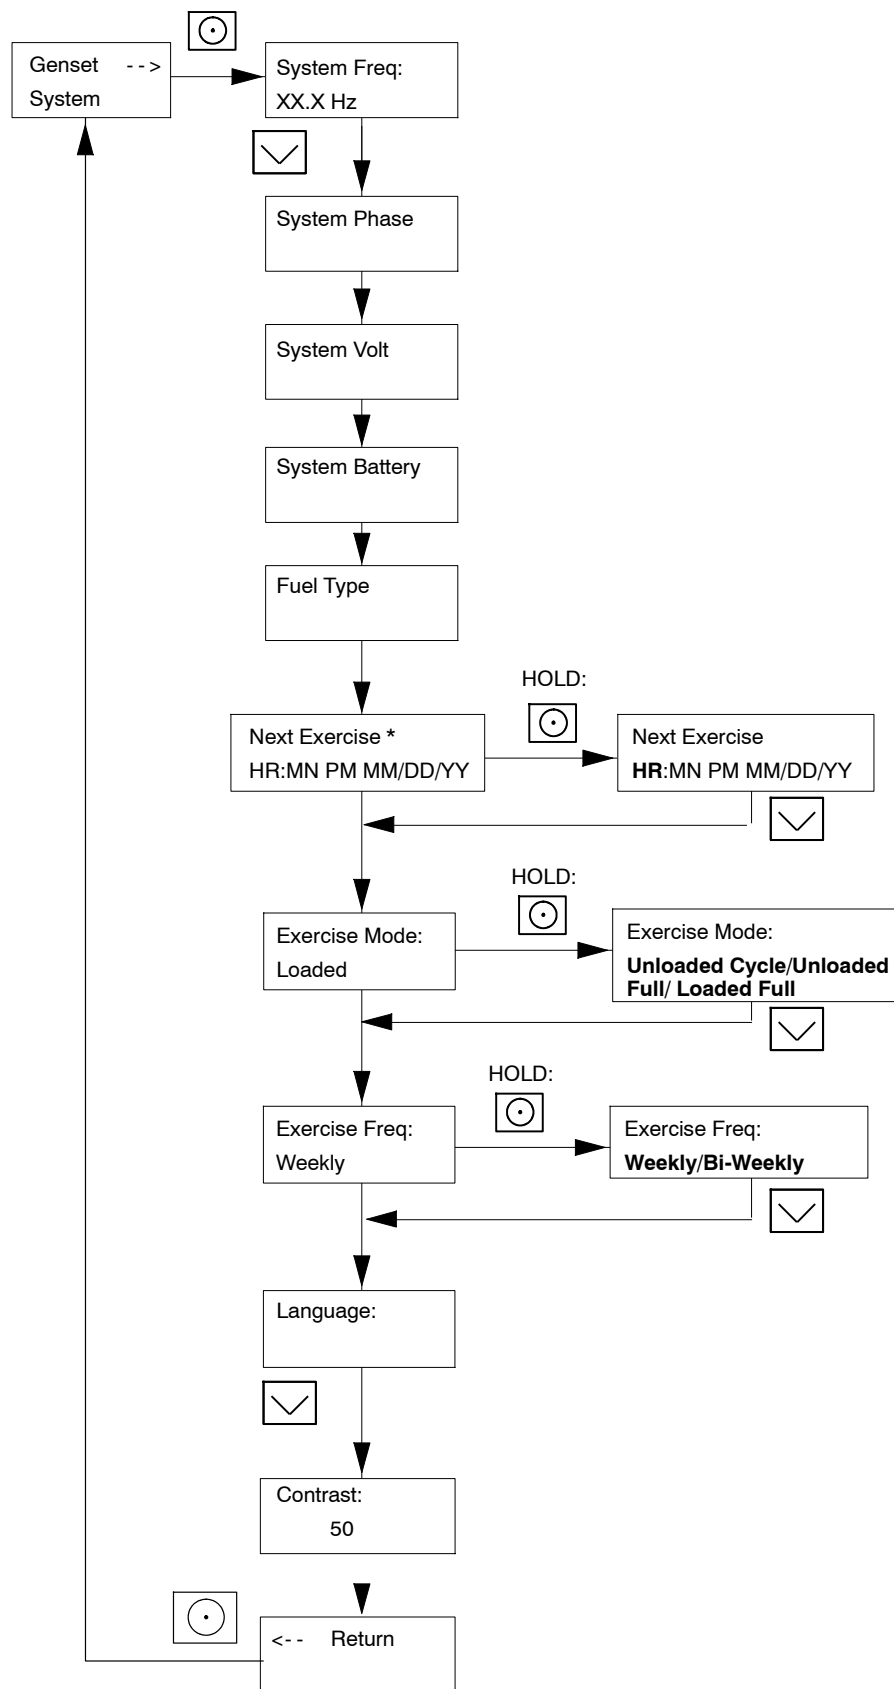 Genset -->
System
System Freq:
XX.X Hz
System Phase
System Volt
System Battery
Fuel Type
Next Exercise *
HR:MN PM MM/DD/YY
HOLD:
Next Exercise
HR:MN PM MM/DD/YY
Exercise Mode:
Loaded
HOLD:
Exercise Mode:
Unloaded Cycle/Unloaded
Full/ Loaded Full
Exercise Freq:
Weekly
HOLD:
Exercise Freq:
Weekly/Bi-Weekly
Language:
Contrast:
50
<-- Return